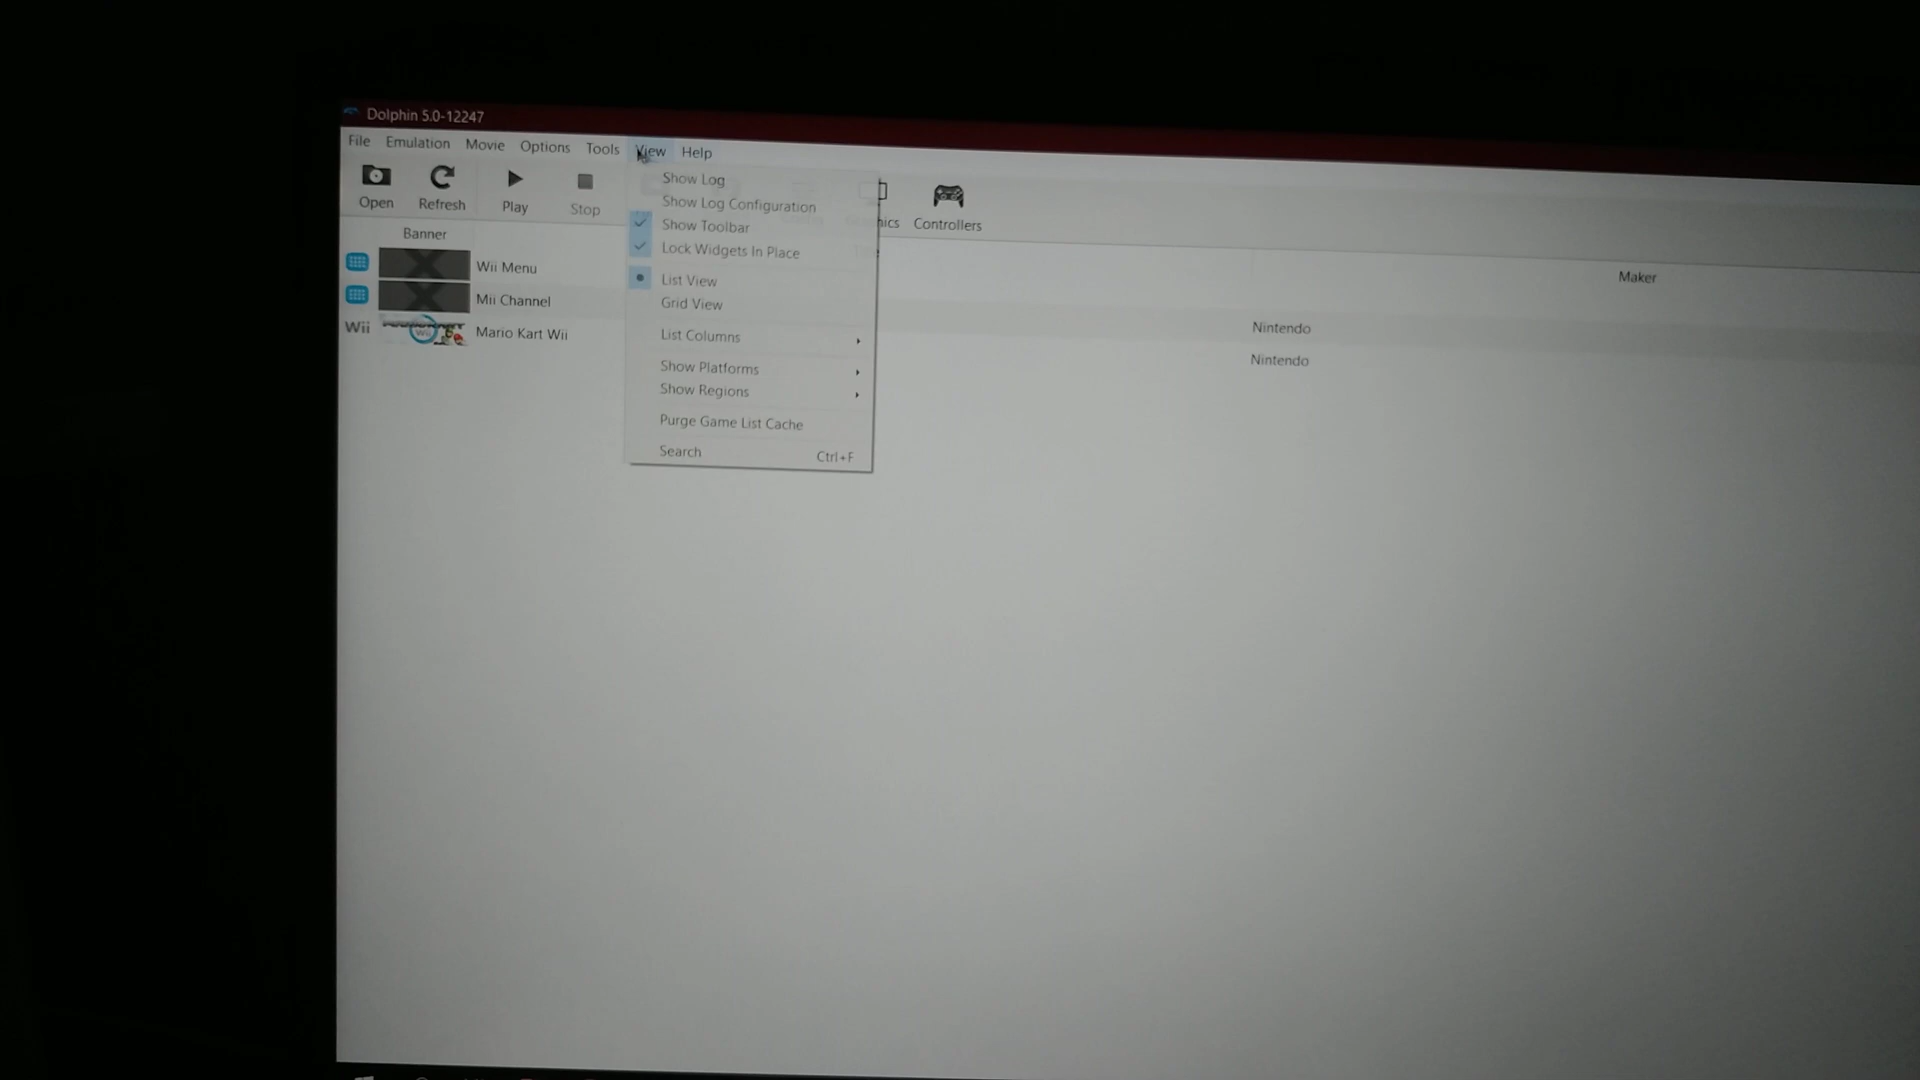 Dolphin 5.0-12247
File Emulation Movie Options Tools View Help
Open Refresh Play Stop hics Controllers
Show Log
Show Log Configuration
Show Toolbar
Lock Widgets In Place
List View
Grid View
List Columns
Show Platforms
Show Regions
Purge Game List Cache
Search Ctrl+F
Banner Maker
Wii Menu
Mii Channel Nintendo
Wii Mario Kart Wii Nintendo